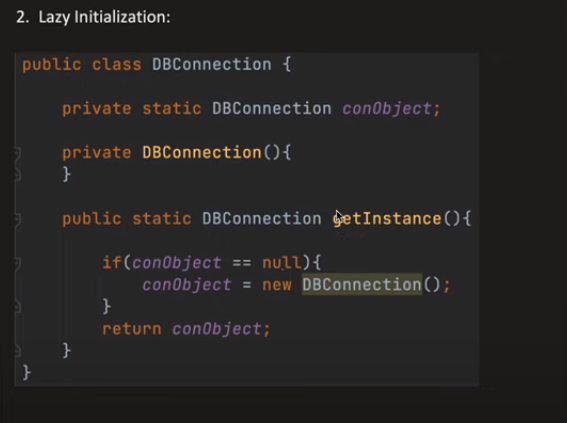 2. Lazy Initialization:
public class DBConnection {
private static DBConnection conObject;
private DBConnection(){
}
public static DBConnection getInstance(){
if(conObject == null){
conObject = new DBConnection();
}
return conObject;
}
}